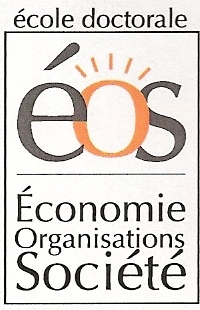 école doctorale
éos
Économie
Organisations
Société